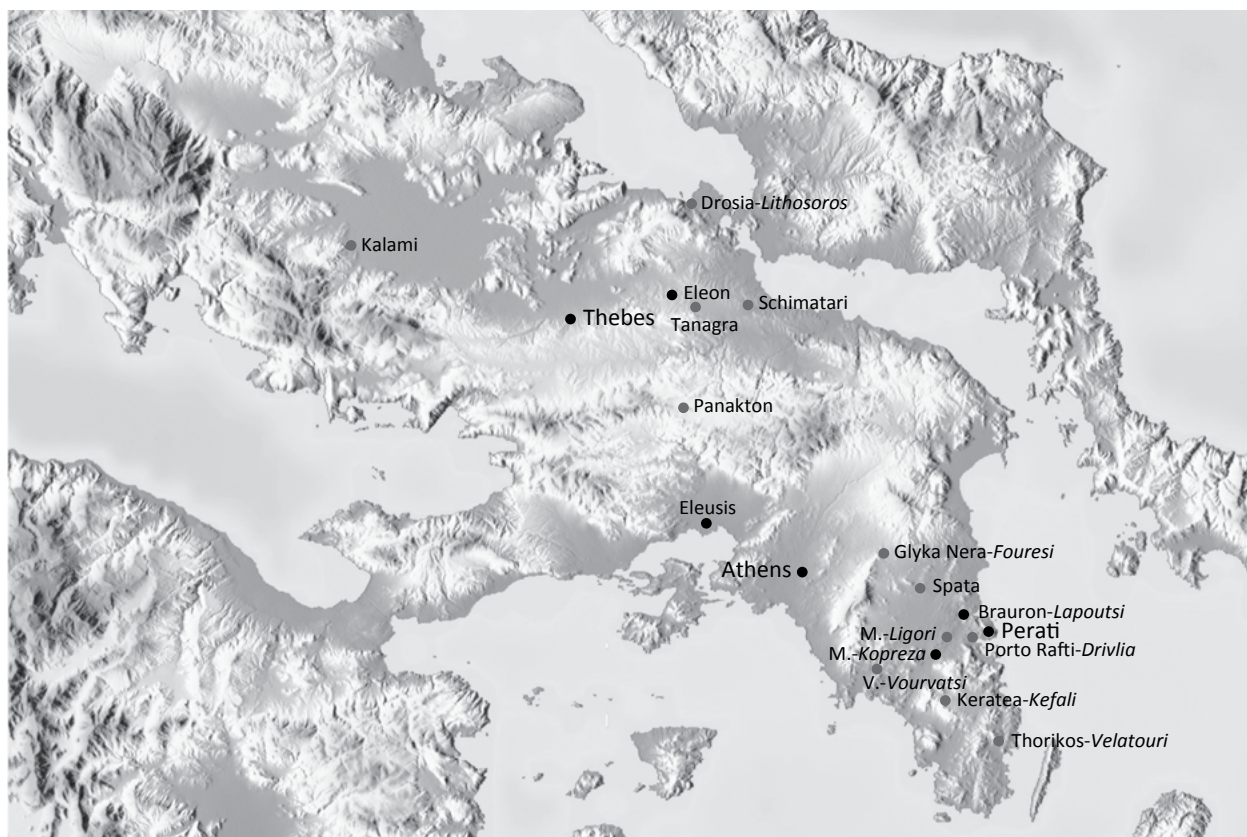 Drosia-Lithosoros
Kalami
Eleon
Schimatari
Thebes
Tanagra
Panakton
Eleusis
Glyka Nera-Fouresi
Athens
Spata
Brauron-Lapoutsi
Perati
M.-Ligori
Porto Rafti-Drivlia
M.-Kopreza
V.-Vourvatsi
Keratea-Kefali
Thorikos-Velatouri